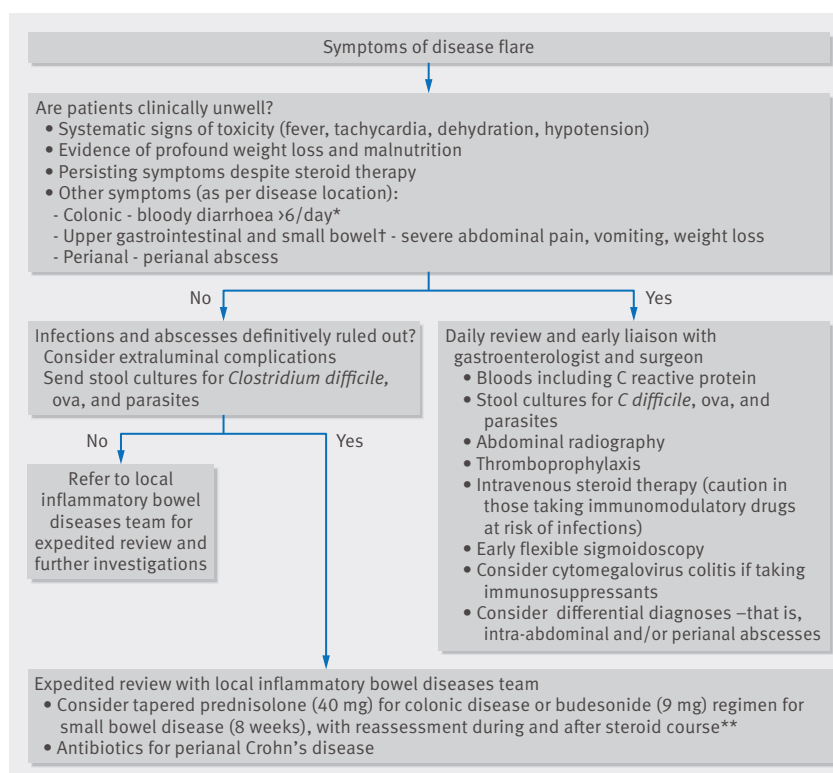 Symptoms of disease flare
Are patients clinically unwell?
• Systematic signs of toxicity (fever, tachycardia, dehydration, hypotension)
• Evidence of profound weight loss and malnutrition
• Persisting symptoms despite steroid therapy
• Other symptoms (as per disease location):
- Colonic - bloody diarrhoea >6/day*
- Upper gastrointestinal and small bowel† - severe abdominal pain, vomiting, weight loss
- Perianal - perianal abscess
No
Yes
Infections and abscesses definitively ruled out?
Consider extraluminal complications
Send stool cultures for Clostridium difficile,
ova, and parasites
No
Yes
Refer to local
inflammatory bowel
diseases team for
expedited review and
further investigations
Daily review and early liaison with
gastroenterologist and surgeon
• Bloods including C reactive protein
• Stool cultures for C difficile, ova, and
parasites
• Abdominal radiography
• Thromboprophylaxis
• Intravenous steroid therapy (caution in
those taking immunomodulatory drugs
at risk of infections)
• Early flexible sigmoidoscopy
• Consider cytomegalovirus colitis if taking
immunosuppressants
• Consider differential diagnoses –that is,
intra-abdominal and/or perianal abscesses
Expedited review with local inflammatory bowel diseases team
• Consider tapered prednisolone (40 mg) for colonic disease or budesonide (9 mg) regimen for
small bowel disease (8 weeks), with reassessment during and after steroid course**
• Antibiotics for perianal Crohn's disease